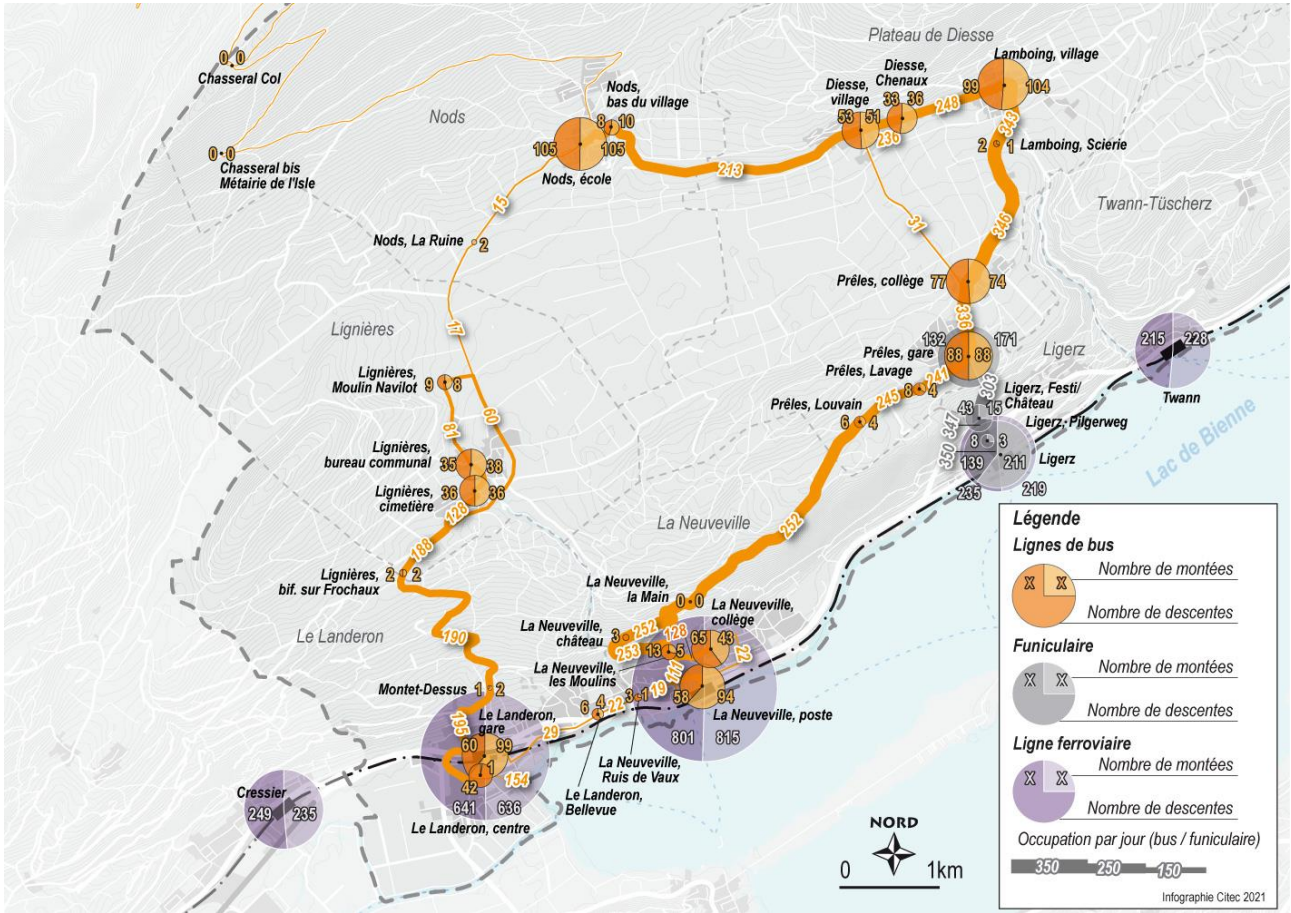 Plateau de Diesse
0 0
Chasseral Col
Nods
Nods,
bas du village
8 10
Diesse,
Chenaux
33 36
Diesse,
village
53 51
248
236
Lamboing, village
99 104
343
2 1
Lamboing, Scierie
0 0
Chasseral bis
Métairie de l'Isle
105 105
Nods, école
213
15
Nods, La Ruine
2
31
346
Twann-Tüscherz
Prêles, collège
77 74
336
Lignières
17
132 171
Prêles, gare
88 88
Ligerz
215 228
Twann
Lignières,
Moulin Navilot
9 8
60
81
Prêles, Lavage
8 4
241
245
Prêles, Louvain
6 4
303
Ligerz, Festi/
Château
43 15
347
Ligerz, Pilgerweg
8 3
350
139 211
Ligerz
235 219
Lac de Bienne
Lignières,
bureau communal
35 38
Lignières,
cimetière
36 36
128
188
La Neuveville
252
Lignières,
bif. sur Frochaux
2 2
La Neuveville,
la Main
0 0
La Neuveville,
collège
65 43
Le Landeron
190
La Neuveville,
château
3
252
128
253
13 5
22
La Neuveville,
les Moulins
111
Montet-Dessus
1 2
195
Le Landeron,
gare
60 99
1
42
154
641 636
Le Landeron, centre
29
6 4
22
3 1
19
58 94
La Neuveville, poste
801 815
La Neuveville,
Ruis de Vaux
Le Landeron,
Bellevue
Cressier
249 235
NORD
0 1km
Légende
Lignes de bus
X X
Nombre de montées
Nombre de descentes
Funiculaire
X X
Nombre de montées
Nombre de descentes
Ligne ferroviaire
X X
Nombre de montées
Nombre de descentes
Occupation par jour (bus / funiculaire)
350 250 150
Infographie Citec 2021